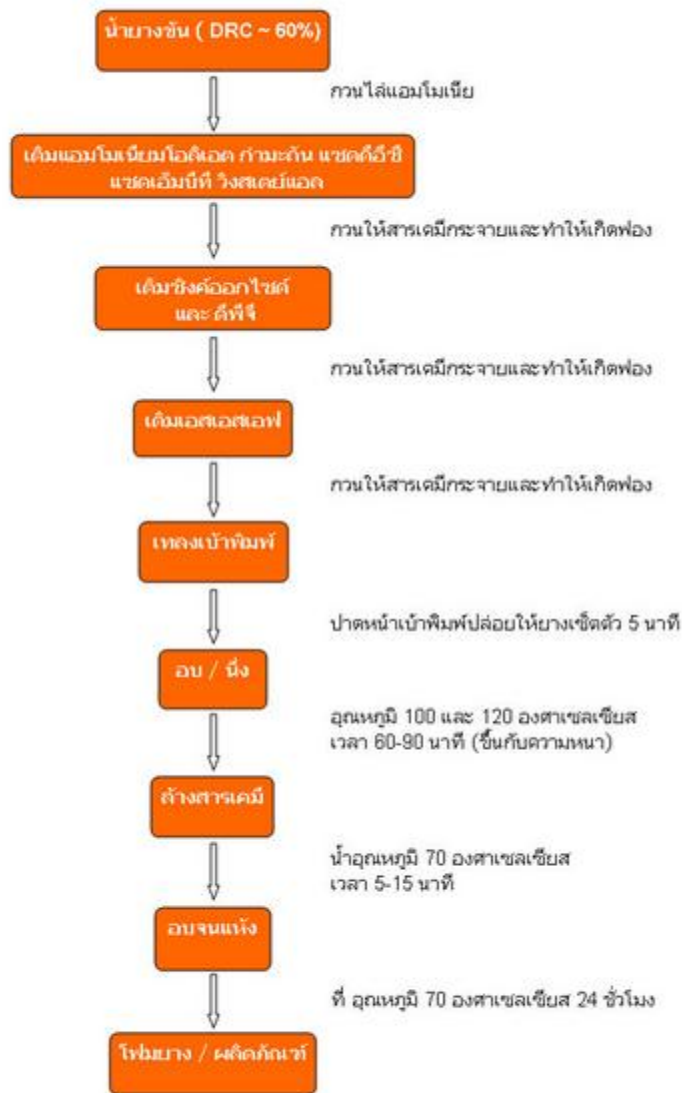 น้ำยางข้น ( DRC ~ 60%)
กวนไล่แอมโมเนีย
เติมแอมโมเนียมโอลิเอต กำมะถัน แซดดีอีซี
แซดเอ็มบีที วิงสเตย์แอล
กวนให้สารเคมีกระจายและทำให้เกิดฟอง
เติมซิงค์ออกไซด์
และ ดีพีจี
กวนให้สารเคมีกระจายและทำให้เกิดฟอง
เติมเอสเอสเอฟ
กวนให้สารเคมีกระจายและทำให้เกิดฟอง
เทลงเบ้าพิมพ์
ปาดหน้าเบ้าพิมพ์ปล่อยให้ยางเซ็ตตัว 5 นาที
อบ / นึ่ง
อุณหภูมิ 100 และ 120 องศาเซลเซียส
เวลา 60-90 นาที (ขึ้นกับความหนา)
ล้างสารเคมี
น้ำอุณหภูมิ 70 องศาเซลเซียส
เวลา 5-15 นาที
อบจนแห้ง
ที่ อุณหภูมิ 70 องศาเซลเซียส 24 ชั่วโมง
โฟมยาง / ผลิตภัณฑ์